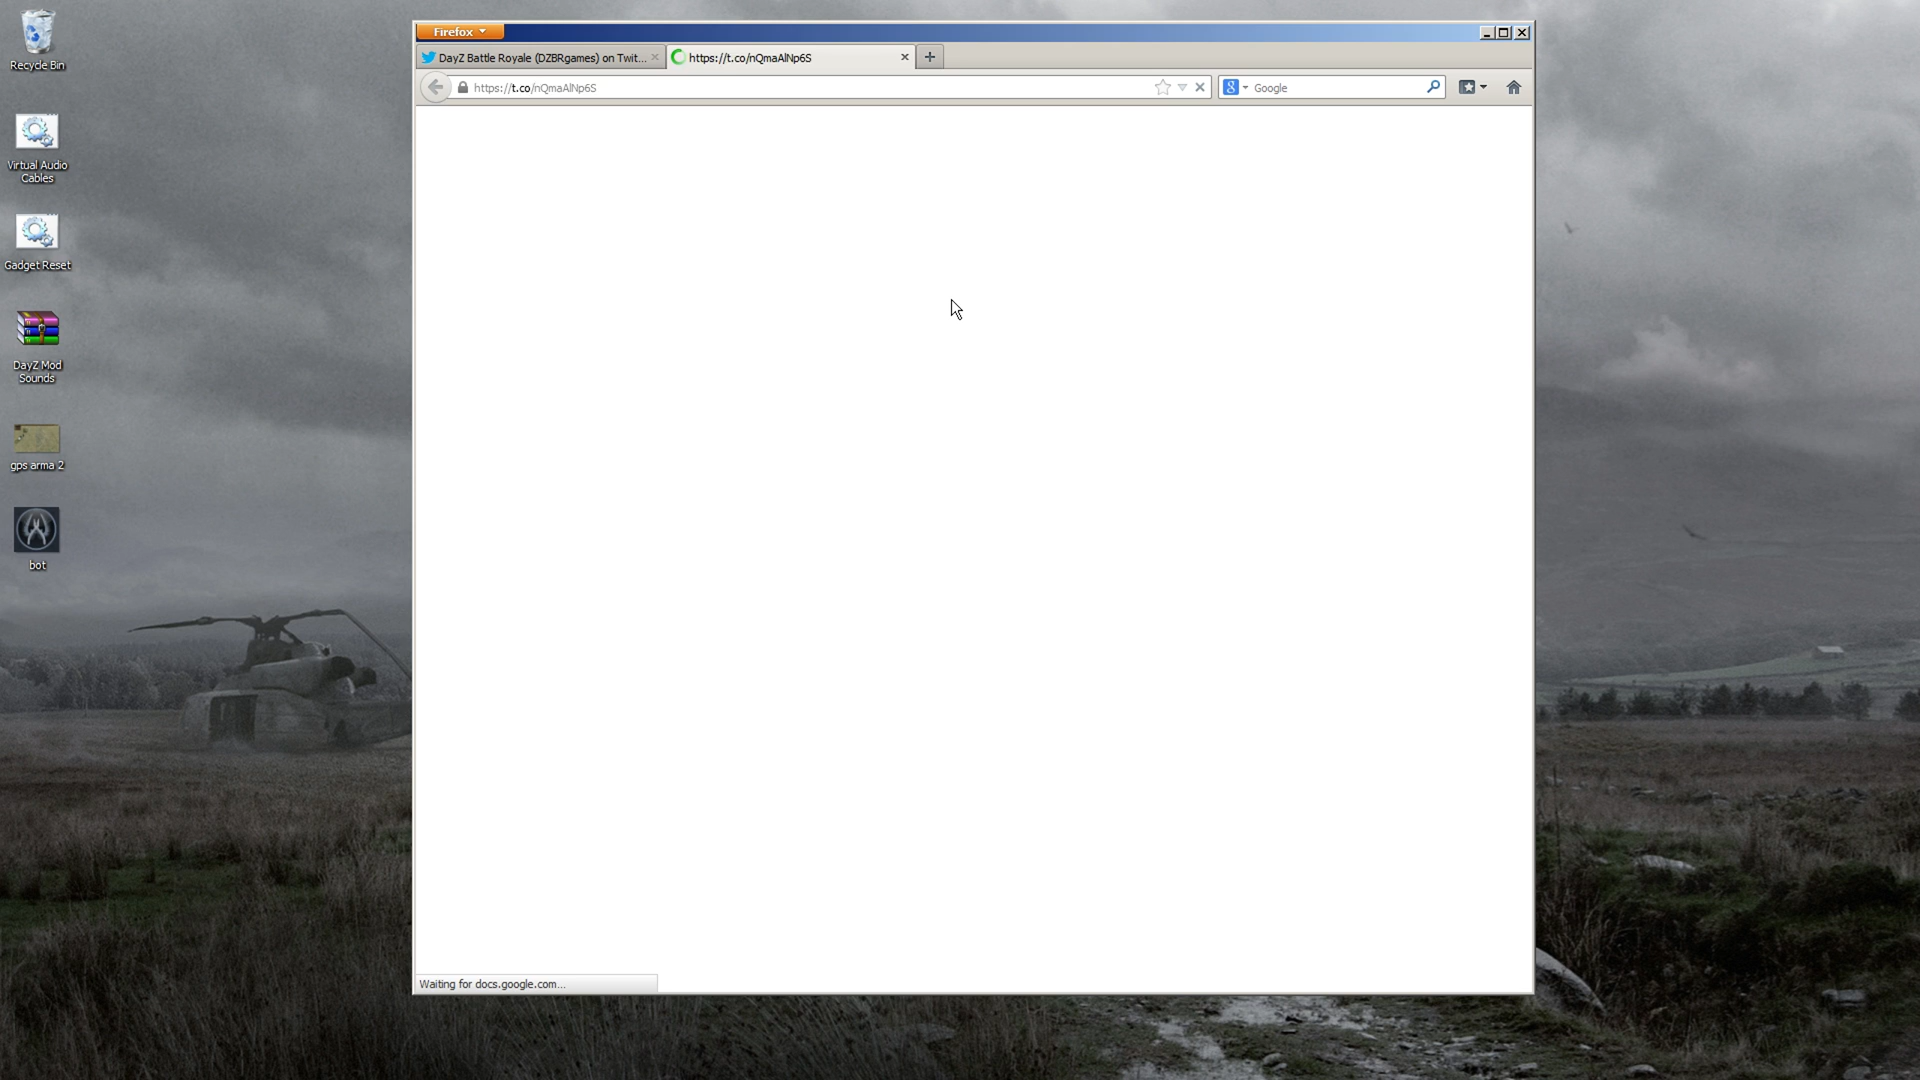 Recycle Bin
Virtual Audio
Cables
Gadget Reset
DayZ Mod
Sounds
gps arma 2
bot
Firefox
DayZ Battle Royale (DZBRgames) on Twit...
https://t.co/nQmaAlNp6S
https://t.co/nQmaAlNp6S
Google
Waiting for docs.google.com...